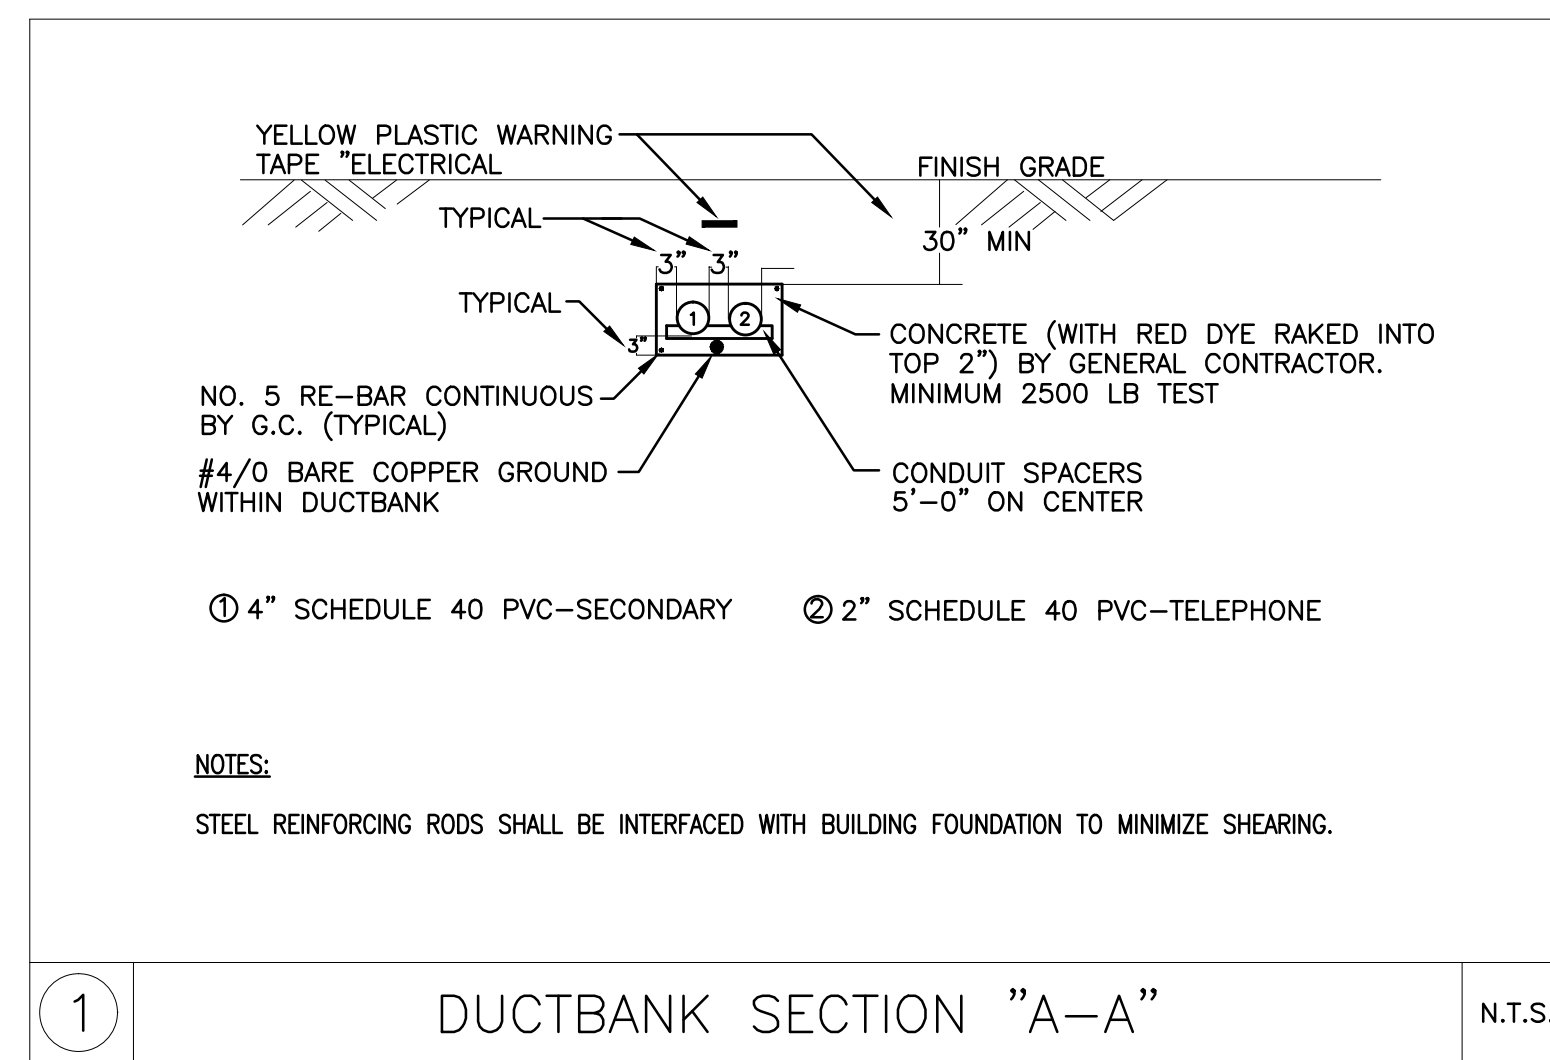 YELLOW PLASTIC WARNING
TAPE "ELECTRICAL
FINISH GRADE
TYPICAL
30" MIN
3" 3"
TYPICAL
1 2
3"
CONCRETE (WITH RED DYE RAKED INTO
TOP 2") BY GENERAL CONTRACTOR.
MINIMUM 2500 LB TEST
NO. 5 RE-BAR CONTINUOUS
BY G.C. (TYPICAL)
#4/0 BARE COPPER GROUND
WITHIN DUCTBANK
CONDUIT SPACERS
5'-0" ON CENTER
① 4" SCHEDULE 40 PVC-SECONDARY
② 2" SCHEDULE 40 PVC-TELEPHONE
NOTES:
STEEL REINFORCING RODS SHALL BE INTERFACED WITH BUILDING FOUNDATION TO MINIMIZE SHEARING.
1
DUCTBANK SECTION "A-A"
N.T.S.